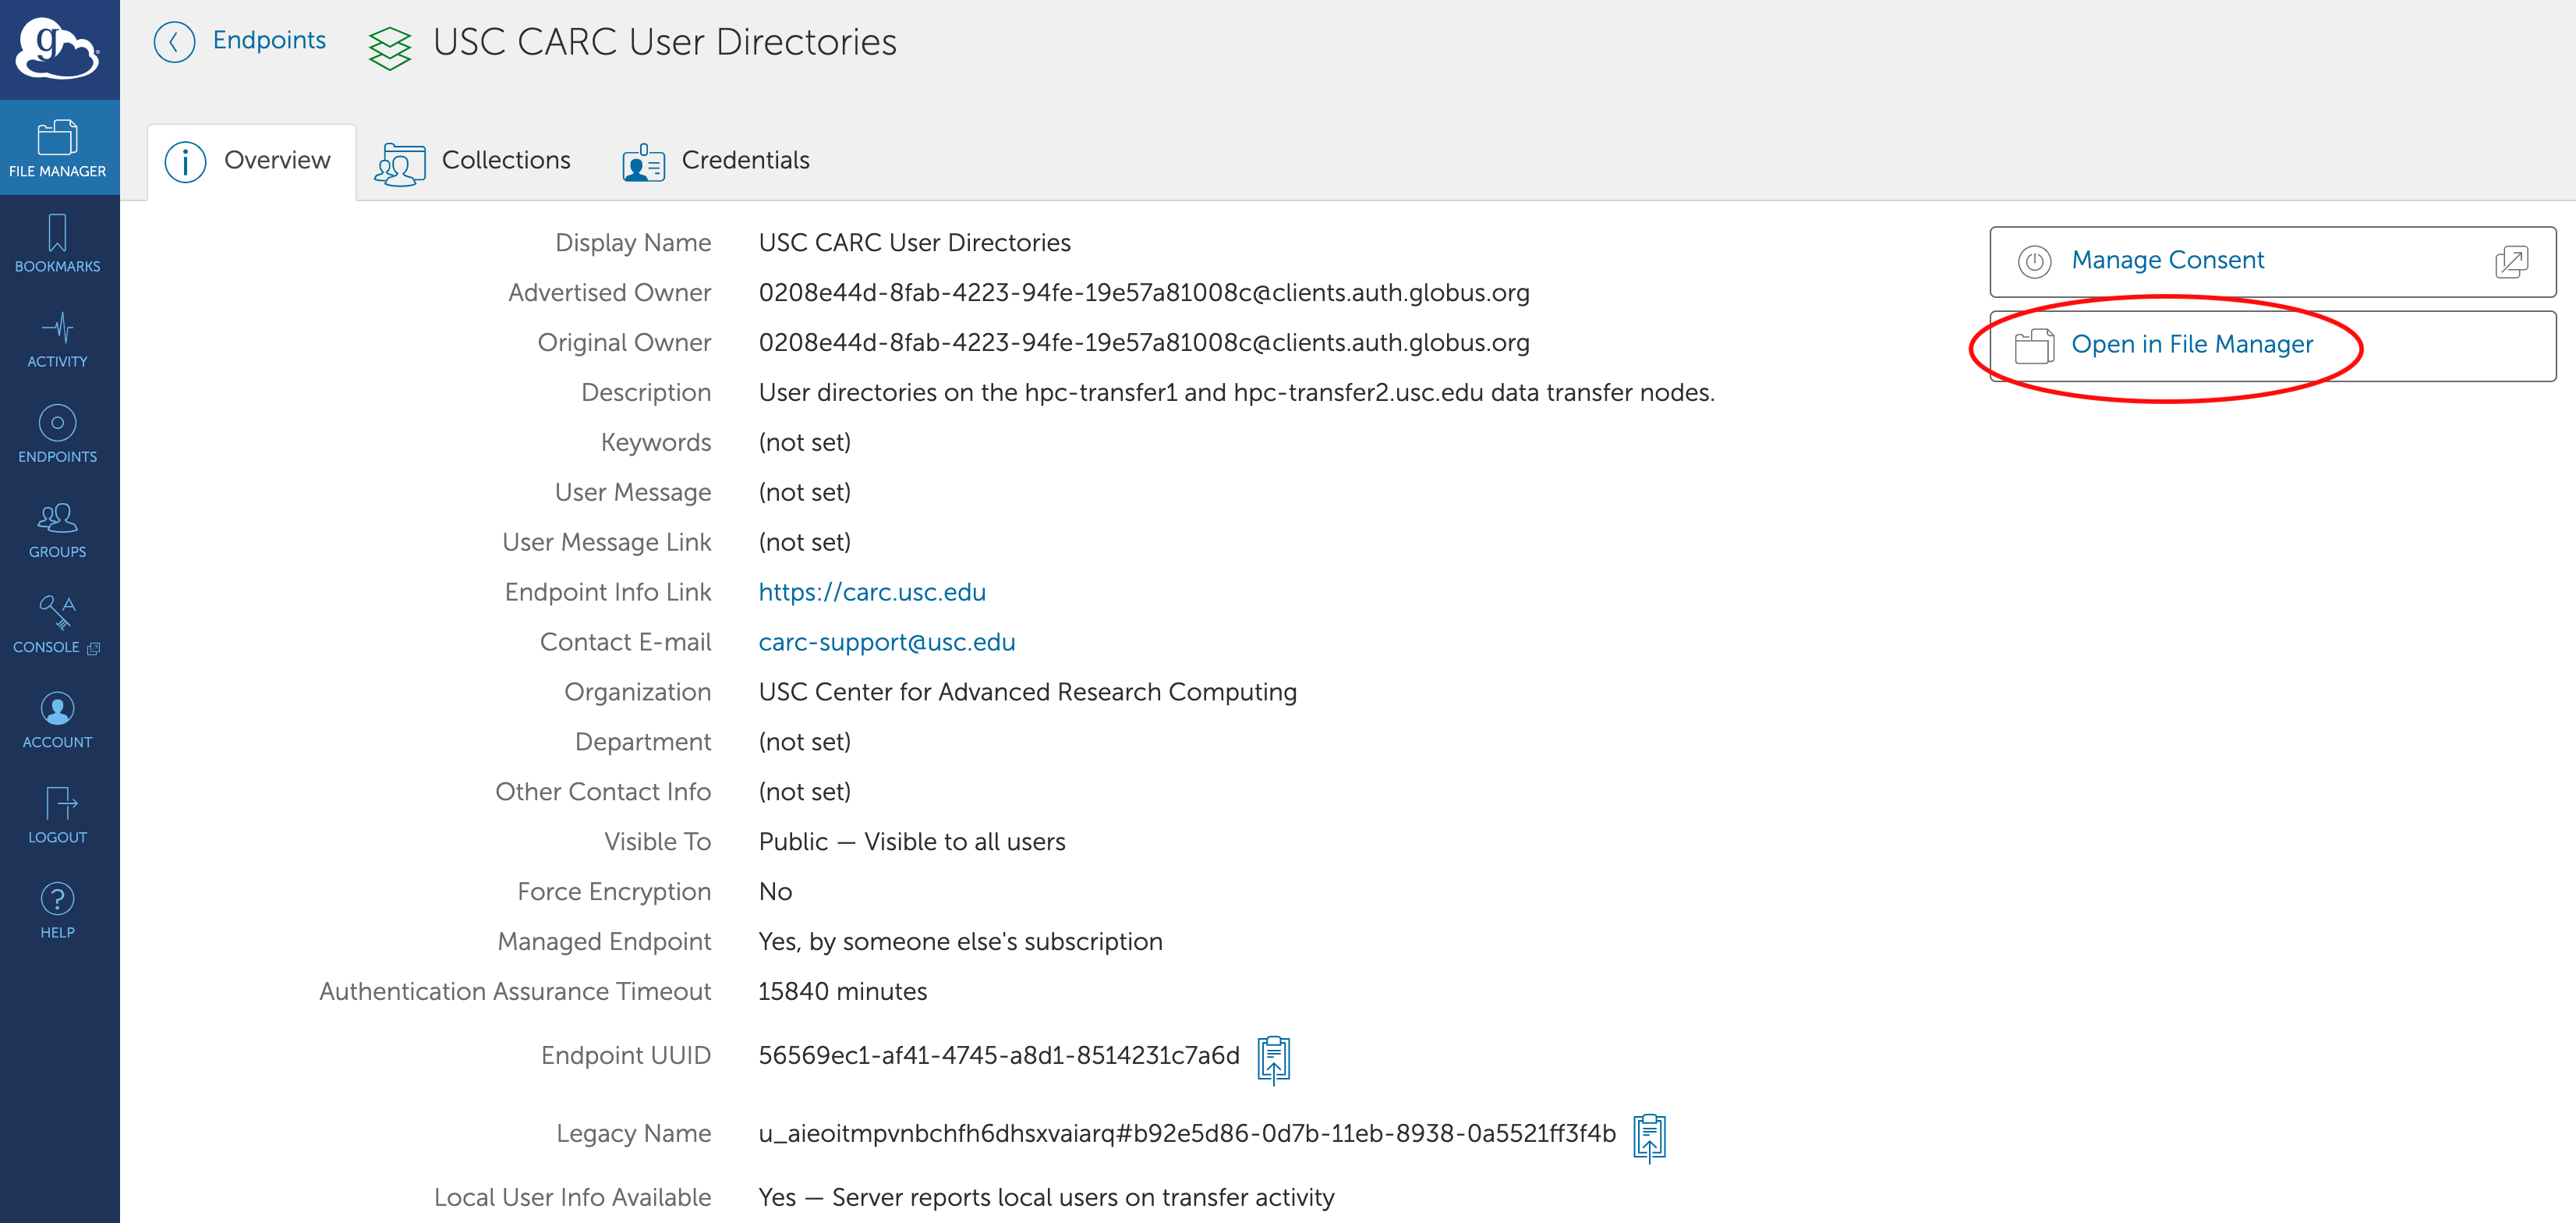 g
Endpoints
USC CARC User Directories
FILE MANAGER
BOOKMARKS
ACTIVITY
ENDPOINTS
GROUPS
CONSOLE
ACCOUNT
LOGOUT
HELP
Overview
Collections
Credentials
Display Name USC CARC User Directories
Advertised Owner 0208e44d-8fab-4223-94fe-19e57a81008c@clients.auth.globus.org
Original Owner 0208e44d-8fab-4223-94fe-19e57a81008c@clients.auth.globus.org
Description User directories on the hpc-transfer1 and hpc-transfer2.usc.edu data transfer nodes.
Keywords (not set)
User Message (not set)
User Message Link (not set)
Endpoint Info Link https://carc.usc.edu
Contact E-mail carc-support@usc.edu
Organization USC Center for Advanced Research Computing
Department (not set)
Other Contact Info (not set)
Visible To Public — Visible to all users
Force Encryption No
Managed Endpoint Yes, by someone else's subscription
Authentication Assurance Timeout 15840 minutes
Endpoint UUID 56569ec1-af41-4745-a8d1-8514231c7a6d
Legacy Name u_aieoitmpvnbchfh6dhsxvaiarq#b92e5d86-0d7b-11eb-8938-0a5521ff3f4b
Local User Info Available Yes — Server reports local users on transfer activity
Manage Consent
Open in File Manager